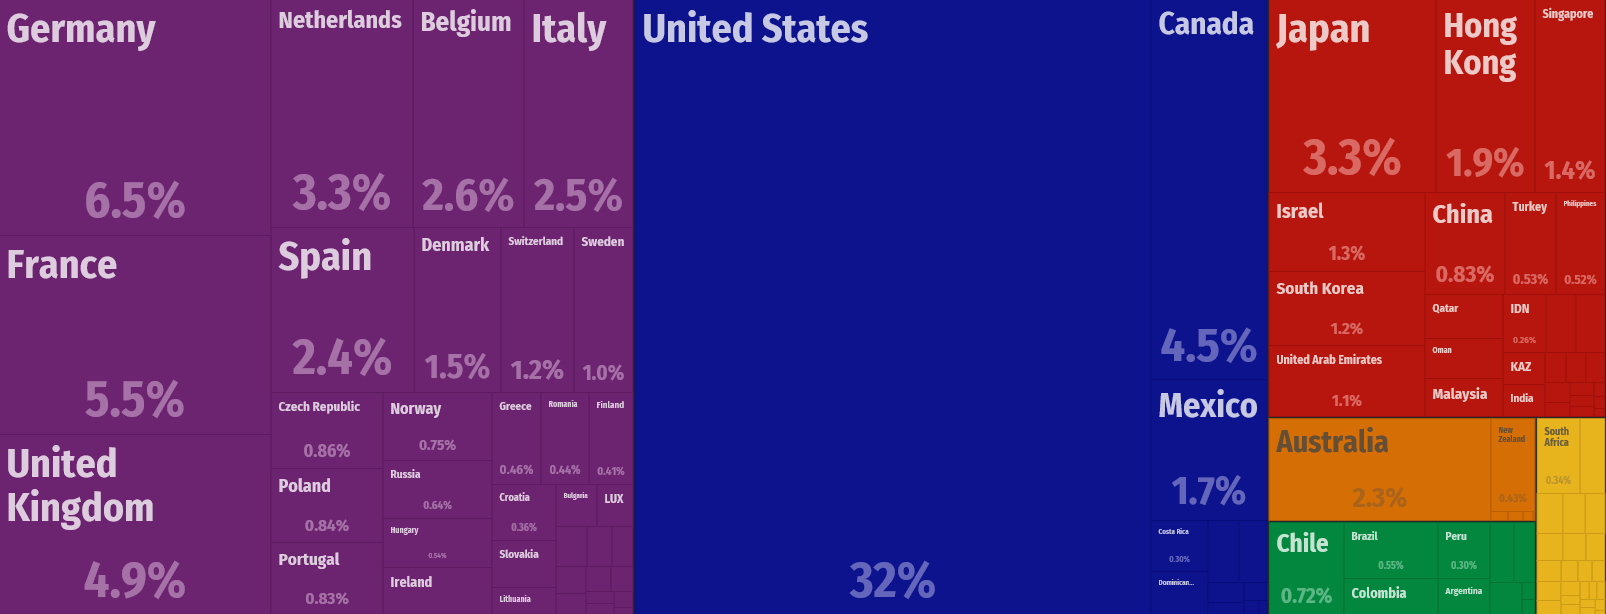 Germany
6.5%
France
5.5%
United
Kingdom
4.9%
Netherlands
3.3%
Belgium
2.6%
Italy
2.5%
Spain
2.4%
Denmark
1.5%
Switzerland
1.2%
Sweden
1.0%
Czech Republic
0.86%
Poland
0.84%
Portugal
0.83%
Norway
0.75%
Russia
0.64%
Hungary
0.54%
Ireland
Greece
0.46%
Romania
0.44%
Finland
0.41%
Croatia
0.36%
Slovakia
Lithuania
Bulgaria
LUX
United States
32%
Canada
4.5%
Mexico
1.7%
Costa Rica
0.30%
Dominican...
Japan
3.3%
Hong
Kong
1.9%
Singapore
1.4%
Israel
1.3%
South Korea
1.2%
United Arab Emirates
1.1%
China
0.83%
Turkey
0.53%
Philippines
0.52%
Qatar
Oman
Malaysia
IDN
0.26%
KAZ
India
Australia
2.3%
New
Zealand
0.43%
Chile
0.72%
Brazil
0.55%
Colombia
Peru
0.30%
Argentina
South
Africa
0.34%